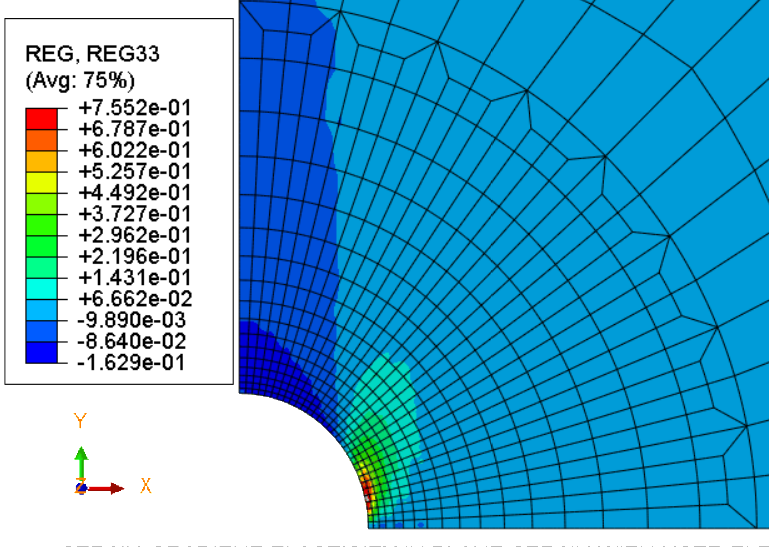 REG, REG33
(Avg: 75%)
+7.552e-01
+6.787e-01
+6.022e-01
+5.257e-01
+4.492e-01
+3.727e-01
+2.962e-01
+2.196e-01
+1.431e-01
+6.662e-02
-9.890e-03
-8.640e-02
-1.629e-01
Y
Z
X